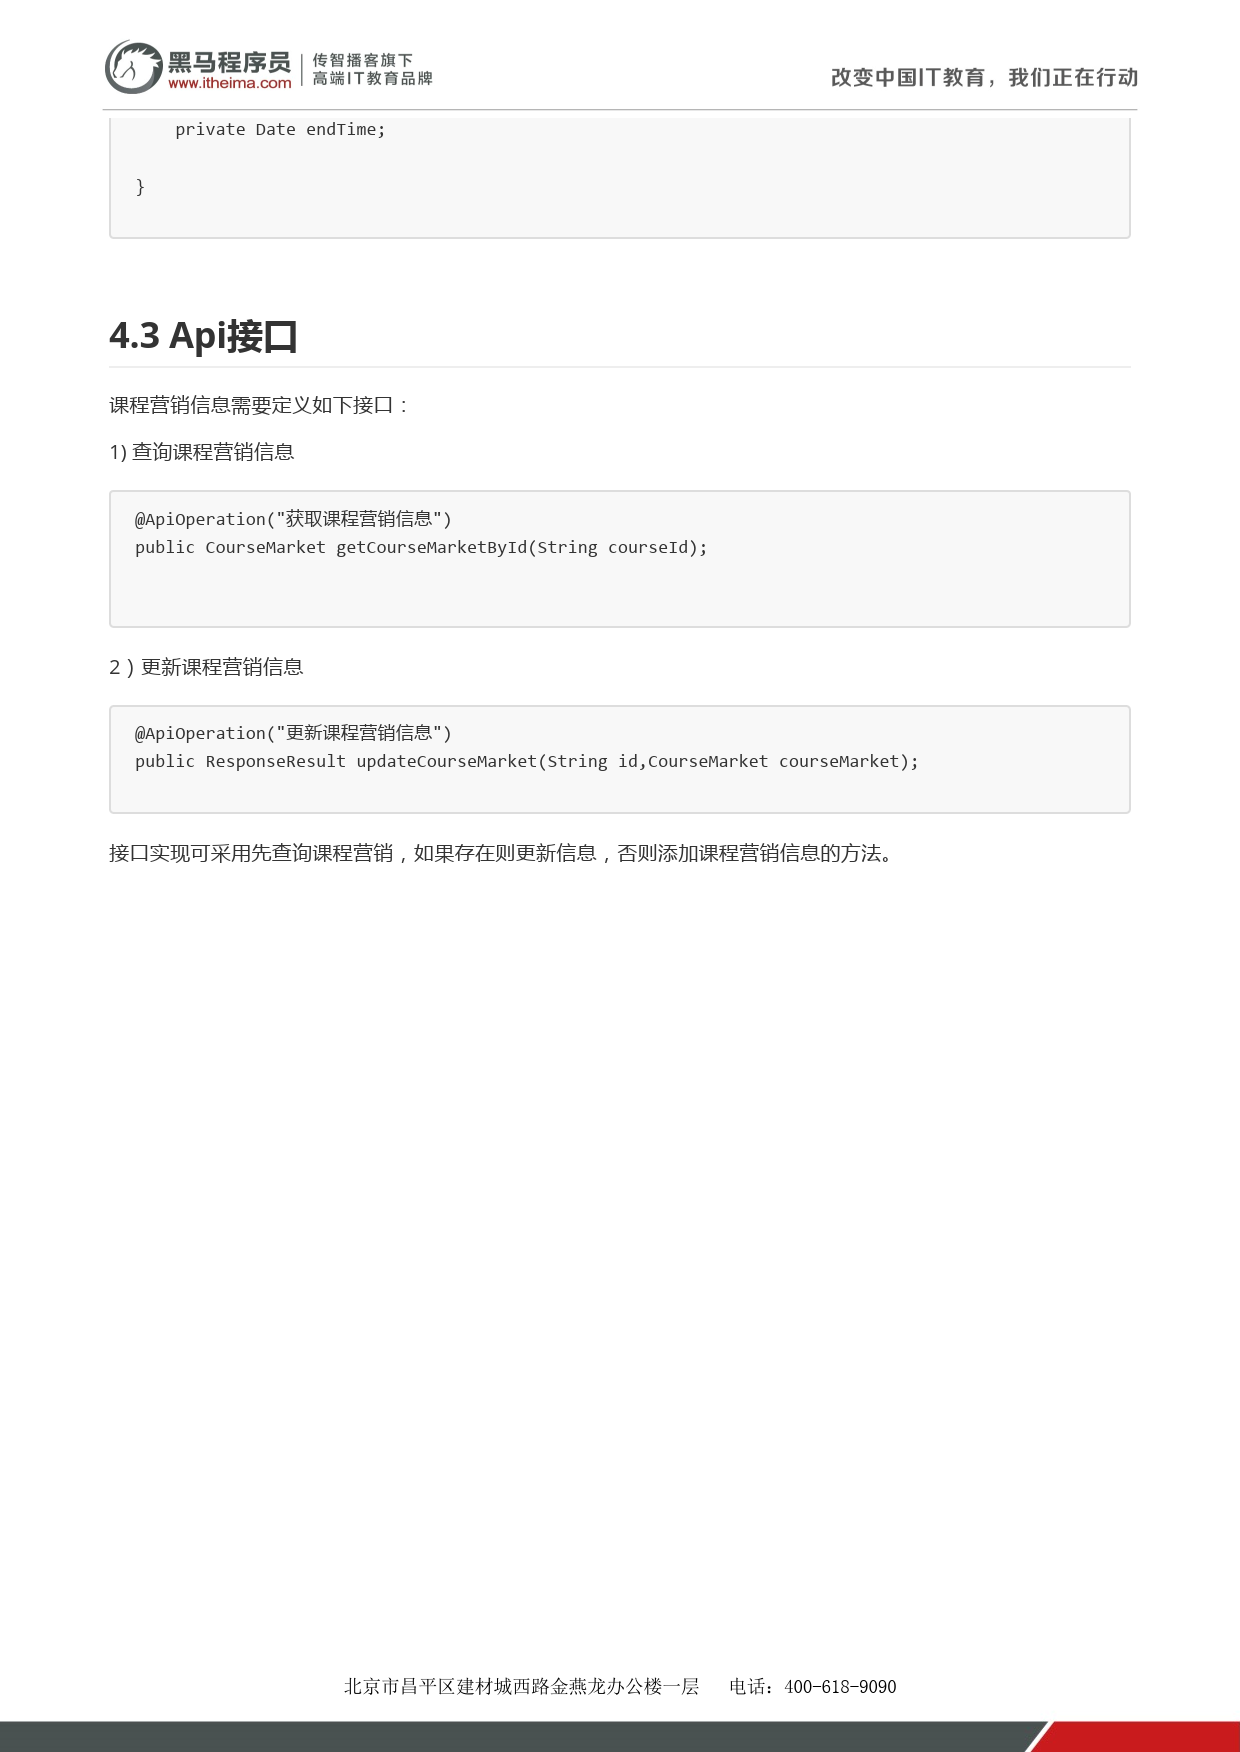 黑马程序员
www.itheima.com
传智播客旗下
高端IT教育品牌
改变中国IT教育，我们正在行动
private Date endTime;
}
4.3 Api接口
课程营销信息需要定义如下接口：
1) 查询课程营销信息
@ApiOperation("获取课程营销信息")
public CourseMarket getCourseMarketById(String courseId);
2）更新课程营销信息
@ApiOperation("更新课程营销信息")
public ResponseResult updateCourseMarket(String id,CourseMarket courseMarket);
接口实现可采用先查询课程营销，如果存在则更新信息，否则添加课程营销信息的方法。
北京市昌平区建材城西路金燕龙办公楼一层 电话：400-618-9090